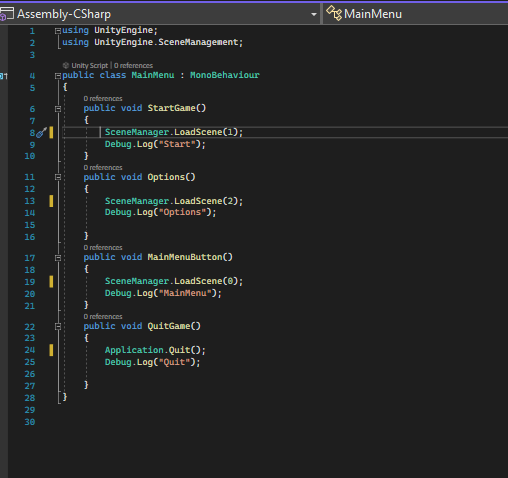 Assembly-CSharp MainMenu
1 using UnityEngine;
2 using UnityEngine.SceneManagement;
3
Unity Script | 0 references
4 public class MainMenu : MonoBehaviour
5 {
0 references
6 public void StartGame()
7 {
8 SceneManager.LoadScene(1);
9 Debug.Log("Start");
10 }
0 references
11 public void Options()
12 {
13 SceneManager.LoadScene(2);
14 Debug.Log("Options");
15
16 }
0 references
17 public void MainMenuButton()
18 {
19 SceneManager.LoadScene(0);
20 Debug.Log("MainMenu");
21 }
0 references
22 public void QuitGame()
23 {
24 Application.Quit();
25 Debug.Log("Quit");
26
27 }
28 }
29
30